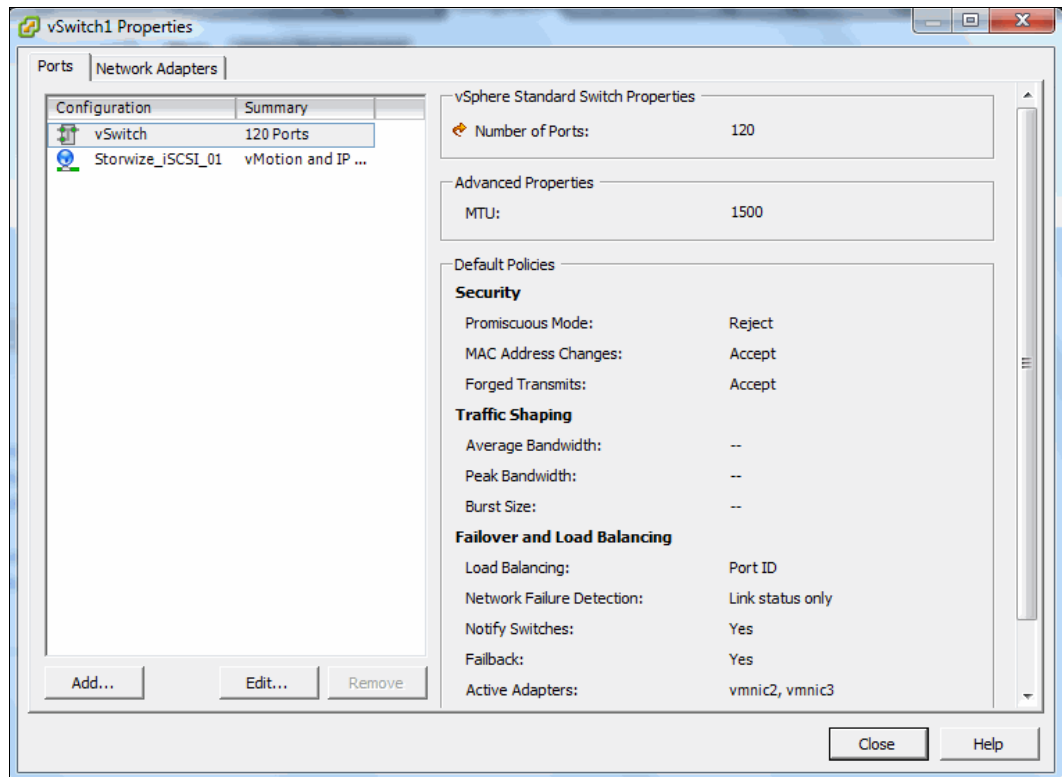 vSwitch1 Properties
Ports Network Adapters
Configuration Summary
vSwitch 120 Ports
Storwize_iSCSI_01 vMotion and IP ...
vSphere Standard Switch Properties
Number of Ports: 120
Advanced Properties
MTU: 1500
Default Policies
Security
Promiscuous Mode: Reject
MAC Address Changes: Accept
Forged Transmits: Accept
Traffic Shaping
Average Bandwidth: --
Peak Bandwidth: --
Burst Size: --
Failover and Load Balancing
Load Balancing: Port ID
Network Failure Detection: Link status only
Notify Switches: Yes
Failback: Yes
Active Adapters: vmnic2, vmnic3
Add... Edit... Remove
Close Help